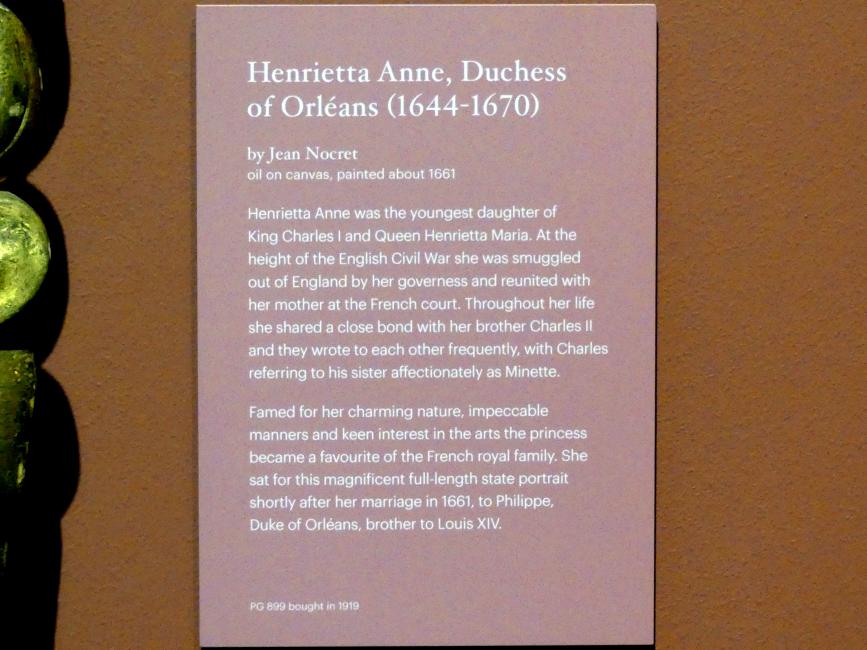 Henrietta Anne, Duchess
of Orléans (1644-1670)
by Jean Nocret
oil on canvas, painted about 1661
Henrietta Anne was the youngest daughter of
King Charles I and Queen Henrietta Maria. At the
height of the English Civil War she was smuggled
out of England by her governess and reunited with
her mother at the French court. Throughout her life
she shared a close bond with her brother Charles II
and they wrote to each other frequently, with Charles
referring to his sister affectionately as Minette.
Famed for her charming nature, impeccable
manners and keen interest in the arts the princess
became a favourite of the French royal family. She
sat for this magnificent full-length state portrait
shortly after her marriage in 1661, to Philippe,
Duke of Orléans, brother to Louis XIV.
PG 899 bought in 1919